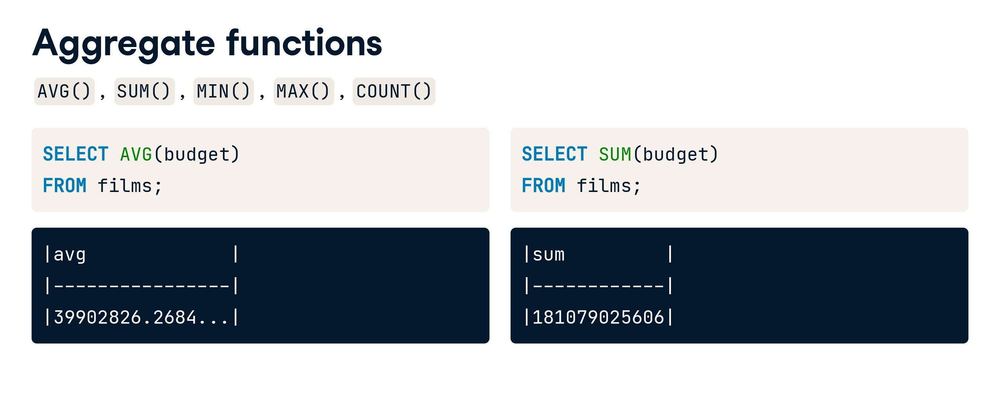 Aggregate functions
AVG() , SUM() , MIN() , MAX() , COUNT()
SELECT AVG(budget)
FROM films;
|avg             |
|----------------|
|39902826.2684...|
SELECT SUM(budget)
FROM films;
|sum         |
|------------|
|181079025606|